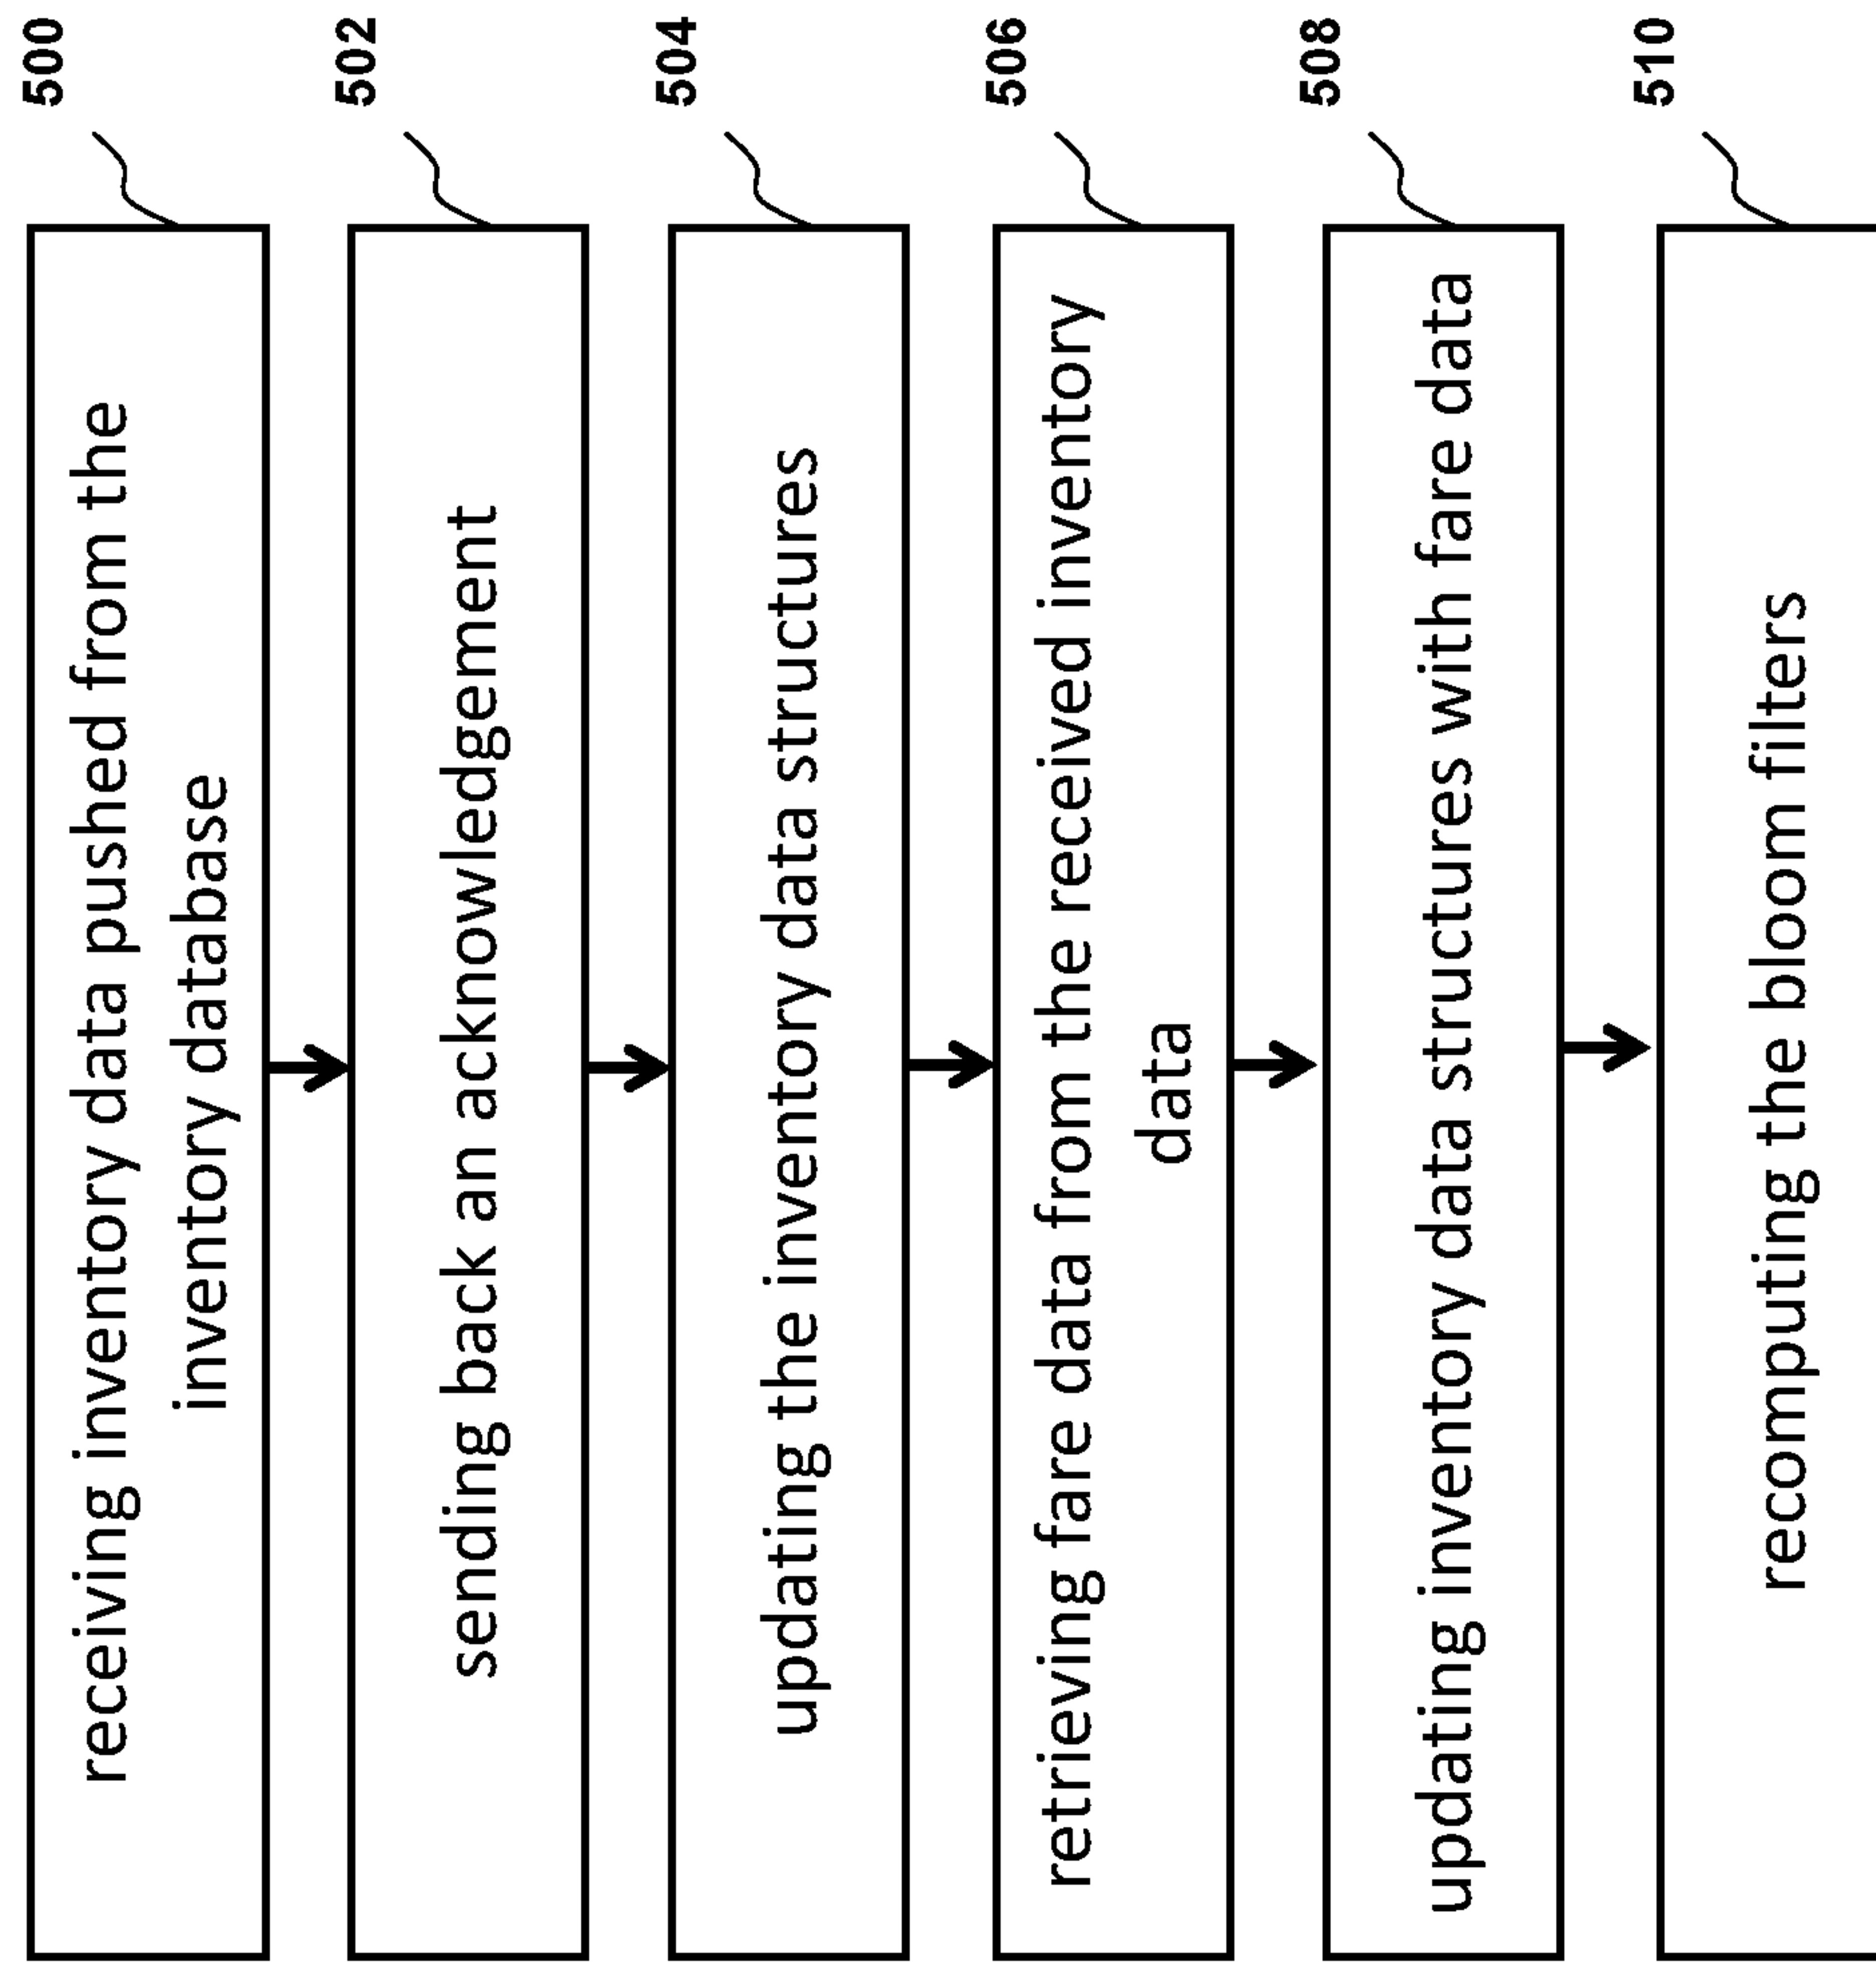 500
receiving inventory data pushed from the
inventory database
502
sending back an acknowledgement
504
updating the inventory data structures
506
retrieving fare data from the received inventory
data
508
updating inventory data structures with fare data
510
recomputing the bloom filters